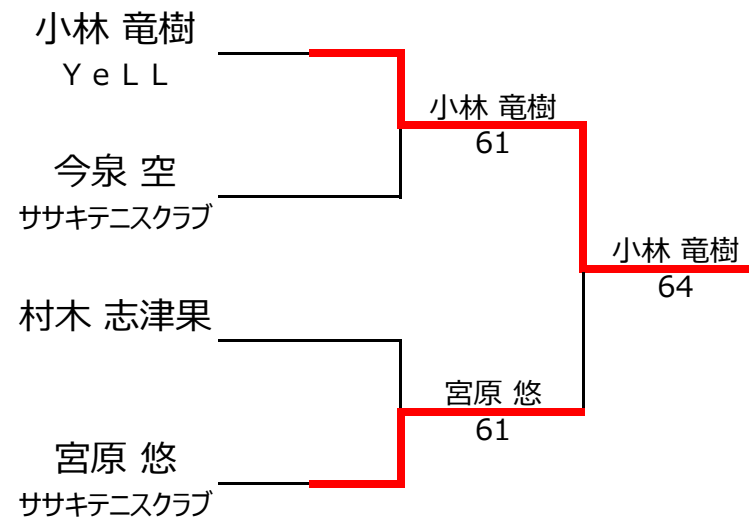 小林 竜樹
ＹｅＬＬ
今泉 空
ササキテニスクラブ
村木 志津果
宮原 悠
ササキテニスクラブ
小林 竜樹
61
宮原 悠
61
小林 竜樹
64